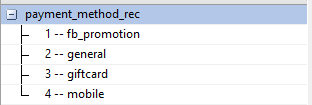 payment_method_rec
1 -- fb_promotion
2 -- general
3 -- giftcard
4 -- mobile